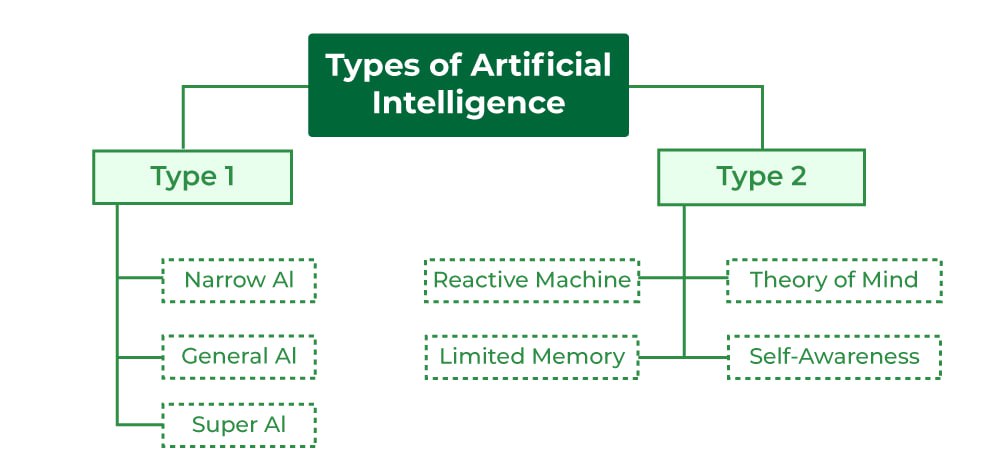 Types of Artificial
Intelligence
Type 1
Type 2
Narrow AI
Reactive Machine
Theory of Mind
General AI
Limited Memory
Self-Awareness
Super AI